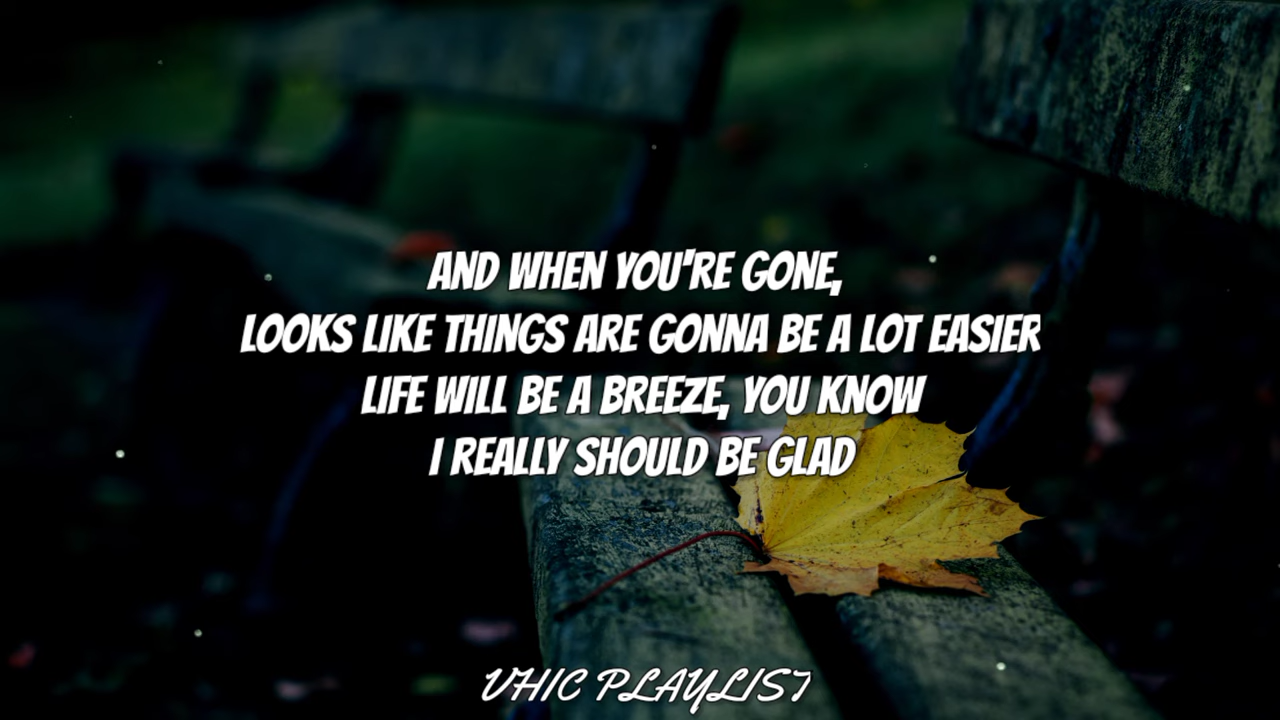 AND WHEN YOU'RE GONE,
LOOKS LIKE THINGS ARE GONNA BE A LOT EASIER
LIFE WILL BE A BREEZE, YOU KNOW
I REALLY SHOULD BE GLAD
VHIC PLAYLIST